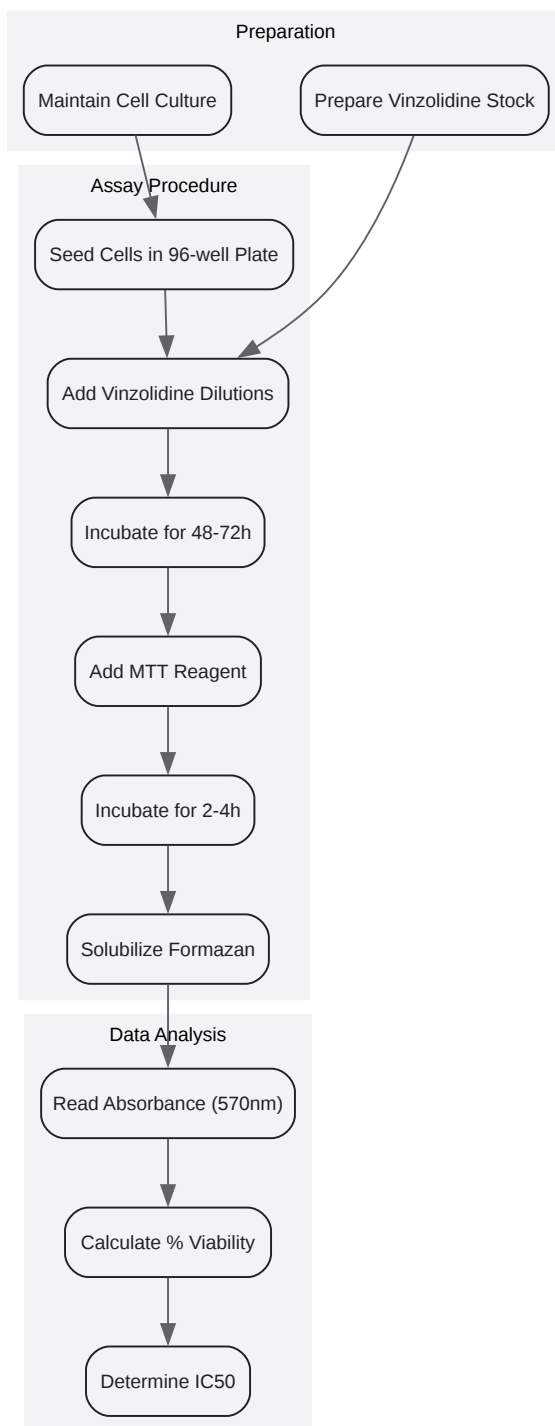 Preparation
Maintain Cell Culture
Prepare Vinzolidine Stock
Assay Procedure
Seed Cells in 96-well Plate
Add Vinzolidine Dilutions
Incubate for 48-72h
Add MTT Reagent
Incubate for 2-4h
Solubilize Formazan
Data Analysis
Read Absorbance (570nm)
Calculate % Viability
Determine IC50